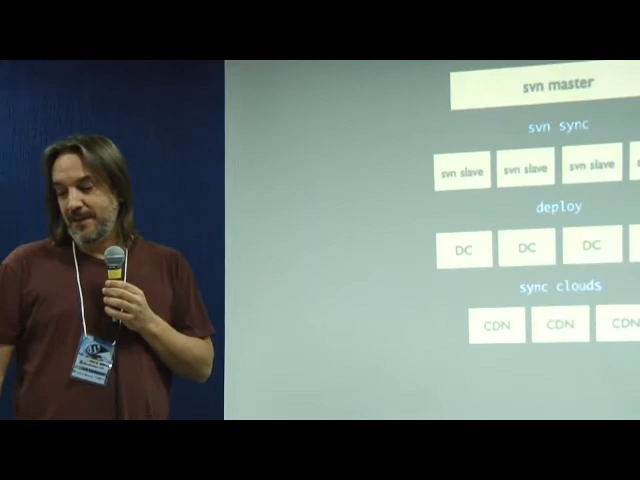 svn master
svn sync
svn slave svn slave svn slave
deploy
DC DC DC
sync clouds
CDN CDN CDN